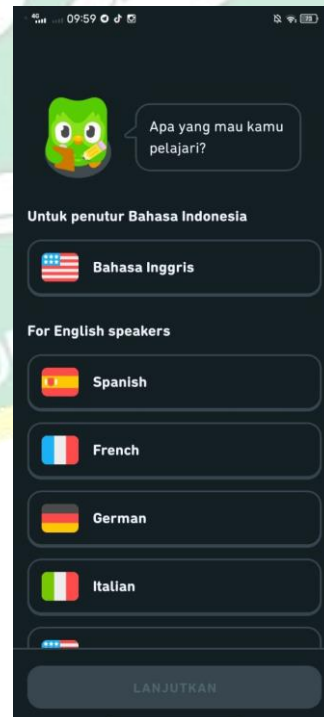 4G 09:59
Apa yang mau kamu
pelajari?
Untuk penutur Bahasa Indonesia
Bahasa Inggris
For English speakers
Spanish
French
German
Italian
LANJUTKAN